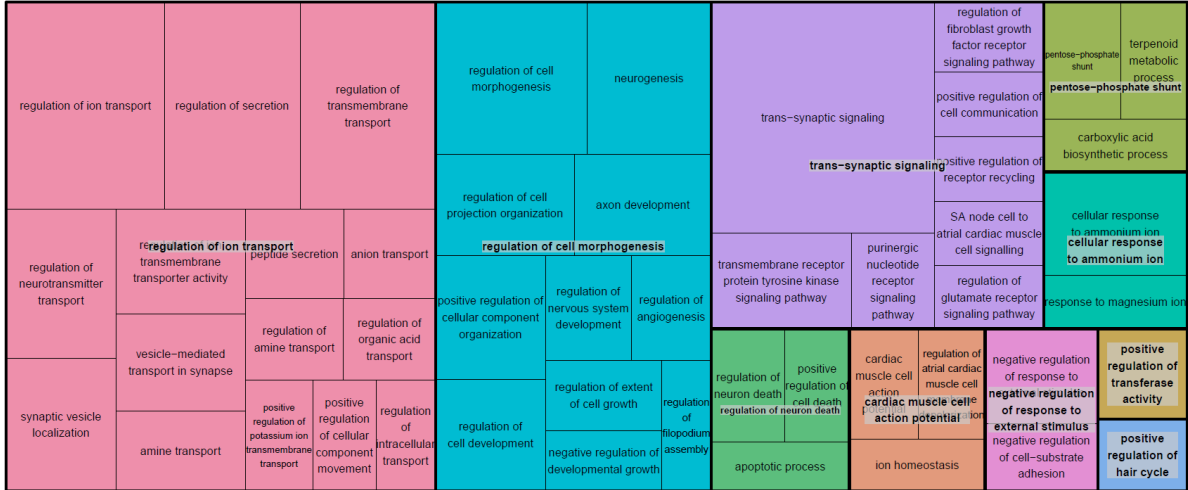 regulation of ion transport
regulation of secretion
regulation of
transmembrane
transport
regulation of
neurotransmitter
transport
transmembrane
transporter activity
regulation of ion transport
peptide secretion
anion transport
synaptic vesicle
localization
vesicle−mediated
transport in synapse
amine transport
regulation of
amine transport
regulation of
organic acid
transport
positive
regulation of
potassium ion
transmembrane
transport
positive
regulation
of cellular
component
movement
regulation
of
intracellular
transport
regulation of cell
morphogenesis
neurogenesis
regulation of cell
projection organization
axon development
regulation of cell morphogenesis
positive regulation of
cellular component
organization
regulation of
nervous system
development
regulation of
angiogenesis
regulation of
cell development
regulation of extent
of cell growth
negative regulation of
developmental growth
regulation
of
filopodium
assembly
trans−synaptic signaling
trans−synaptic signaling
regulation of
fibroblast growth
factor receptor
signaling pathway
positive regulation of
cell communication
positive regulation of
receptor recycling
SA node cell to
atrial cardiac muscle
cell signalling
regulation of
glutamate receptor
signaling pathway
transmembrane receptor
protein tyrosine kinase
signaling pathway
purinergic
nucleotide
receptor
signaling
pathway
pentose−phosphate
shunt
terpenoid
metabolic
process
pentose−phosphate shunt
carboxylic acid
biosynthetic process
cellular response
to ammonium ion
cellular response
to ammonium ion
response to magnesium ion
regulation of
neuron death
positive
regulation of
cell death
regulation of neuron death
apoptotic process
cardiac
muscle cell
action
potential
regulation of
atrial cardiac
muscle cell
cardiac muscle cell
action potential
ion homeostasis
negative regulation
of response to
negative regulation
of response to
external stimulus
negative regulation
of cell−substrate
adhesion
positive
regulation of
transferase
activity
positive
regulation of
hair cycle